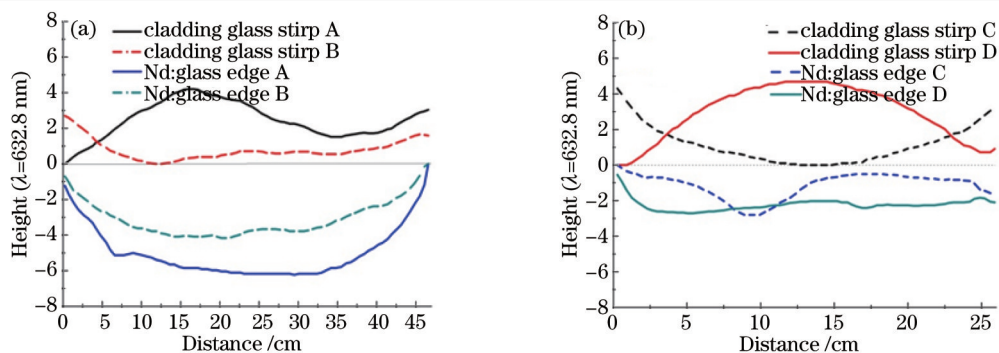 (a)
cladding glass stirp A
cladding glass stirp B
Nd:glass edge A
Nd:glass edge B
Height (λ=632.8 nm)
8
6
4
2
0
−2
−4
−6
−8
0 5 10 15 20 25 30 35 40 45
Distance /cm
(b)
cladding glass stirp C
cladding glass stirp D
Nd:glass edge C
Nd:glass edge D
Height (λ=632.8 nm)
8
6
4
2
0
−2
−4
−6
−8
0 5 10 15 20 25
Distance /cm